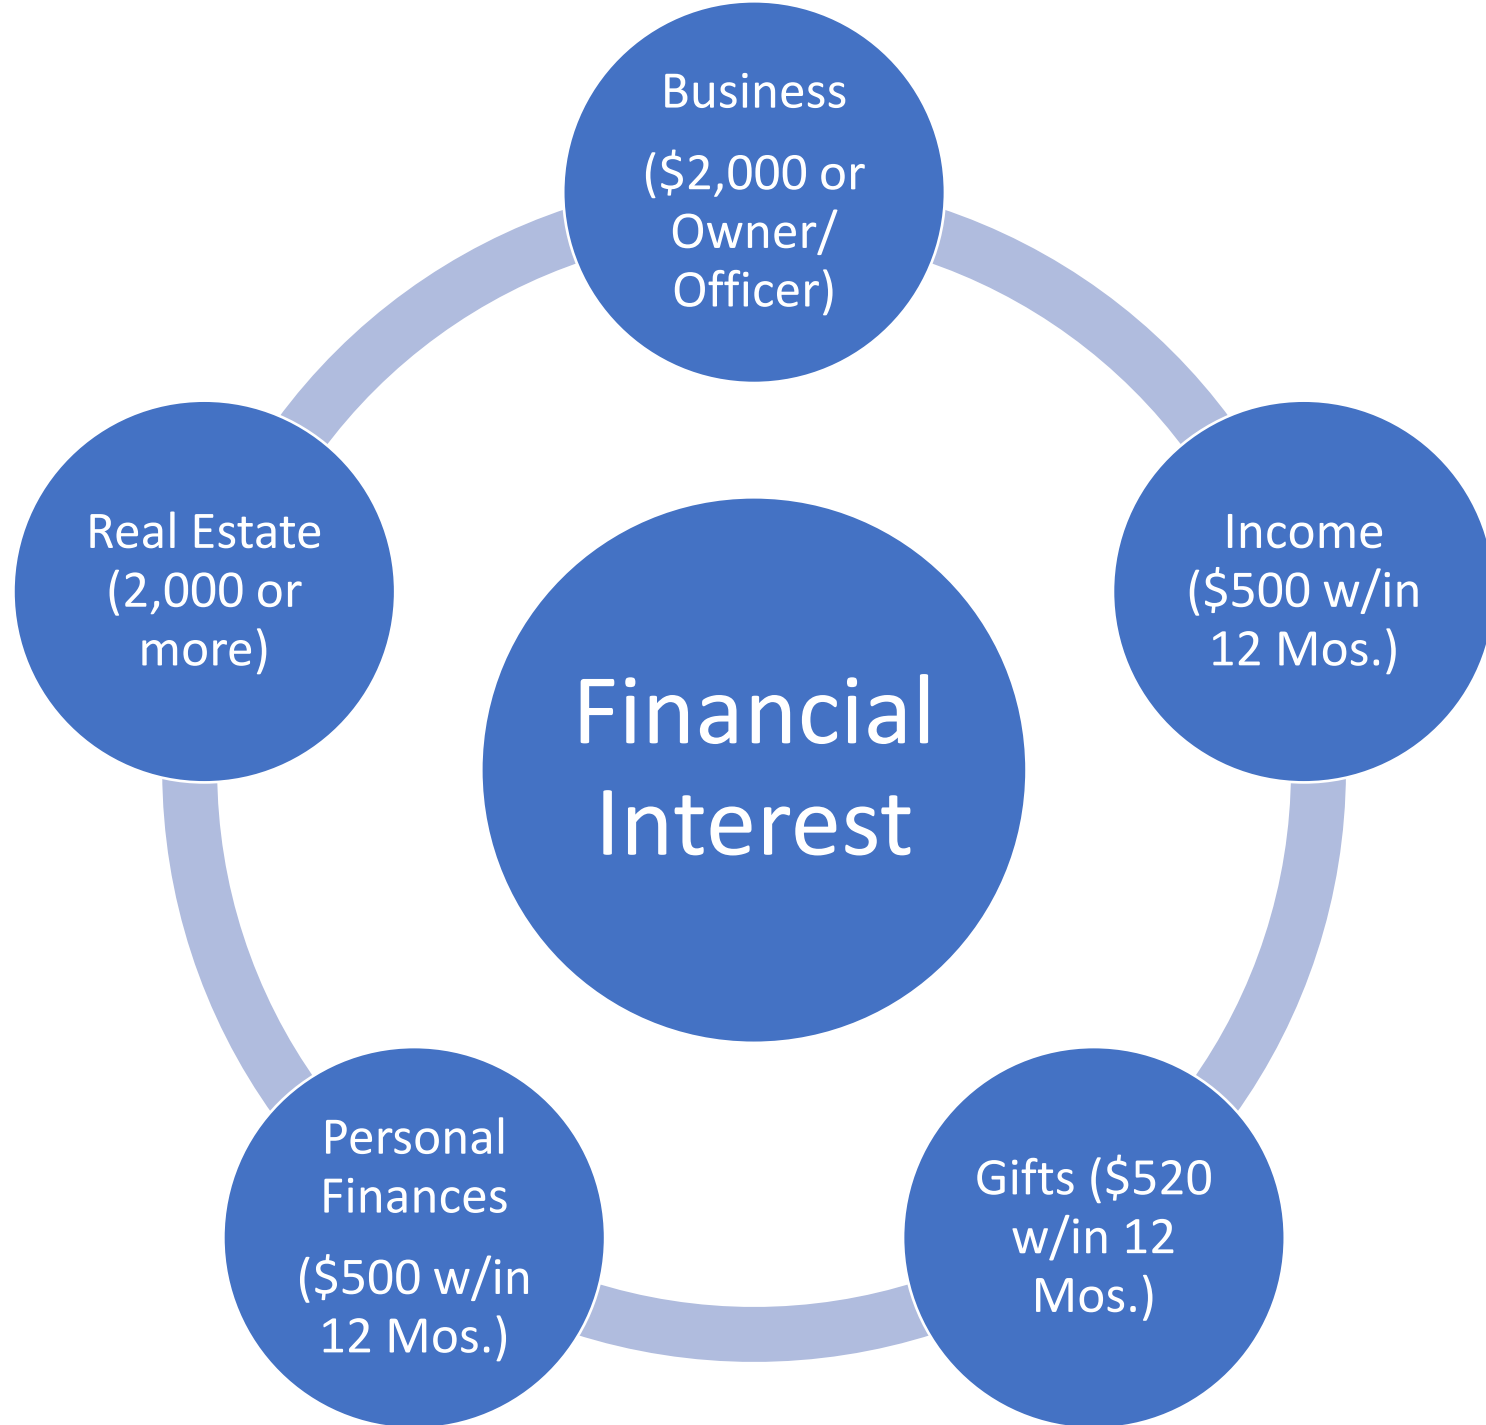 Business
($2,000 or
Owner/
Officer)
Income
($500 w/in
12 Mos.)
Gifts ($520
w/in 12
Mos.)
Personal
Finances
($500 w/in
12 Mos.)
Real Estate
(2,000 or
more)
Financial
Interest